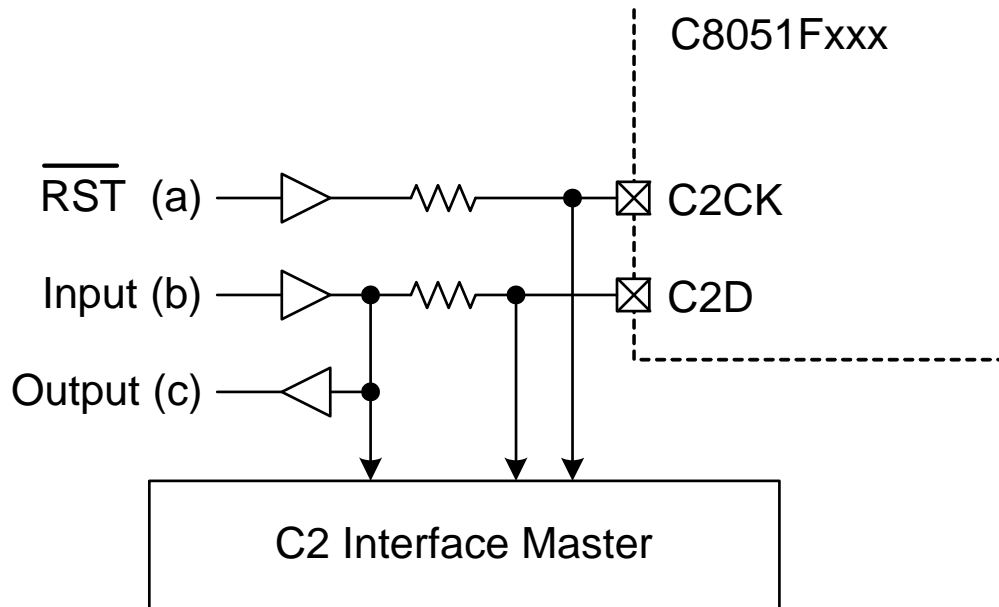 C8051Fxxx
RST (a)
C2CK
Input (b)
C2D
Output (c)
C2 Interface Master